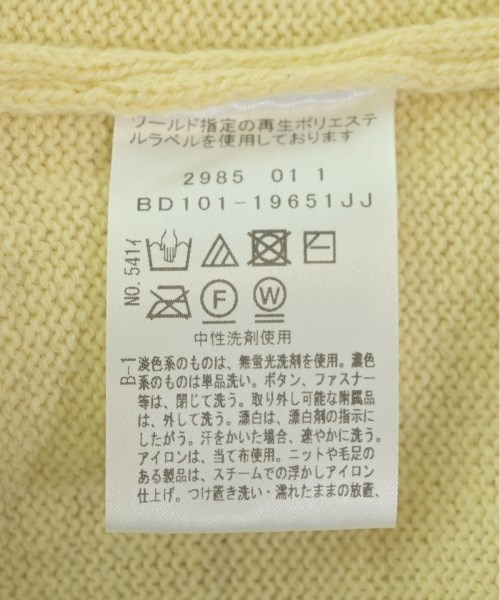 ワールド指定の再生ポリエステ
ルラベルを使用しております
2985 01 1
BD101-19651JJ
NO. 541イ
F W
中性洗剤使用
B-1
淡色系のものは、無蛍光洗剤を使用。濃色
系のものは単品洗い。ボタン、ファスナー
等は、閉じて洗う。取り外し可能な附属品
は、外して洗う。漂白は、漂白剤の指示に
したがう。汗をかいた場合、速やかに洗う。
アイロンは、当て布使用。ニットや毛足の
ある製品は、スチームでの浮かしアイロン
仕上げ。つけ置き洗い・濡れたままの放置、